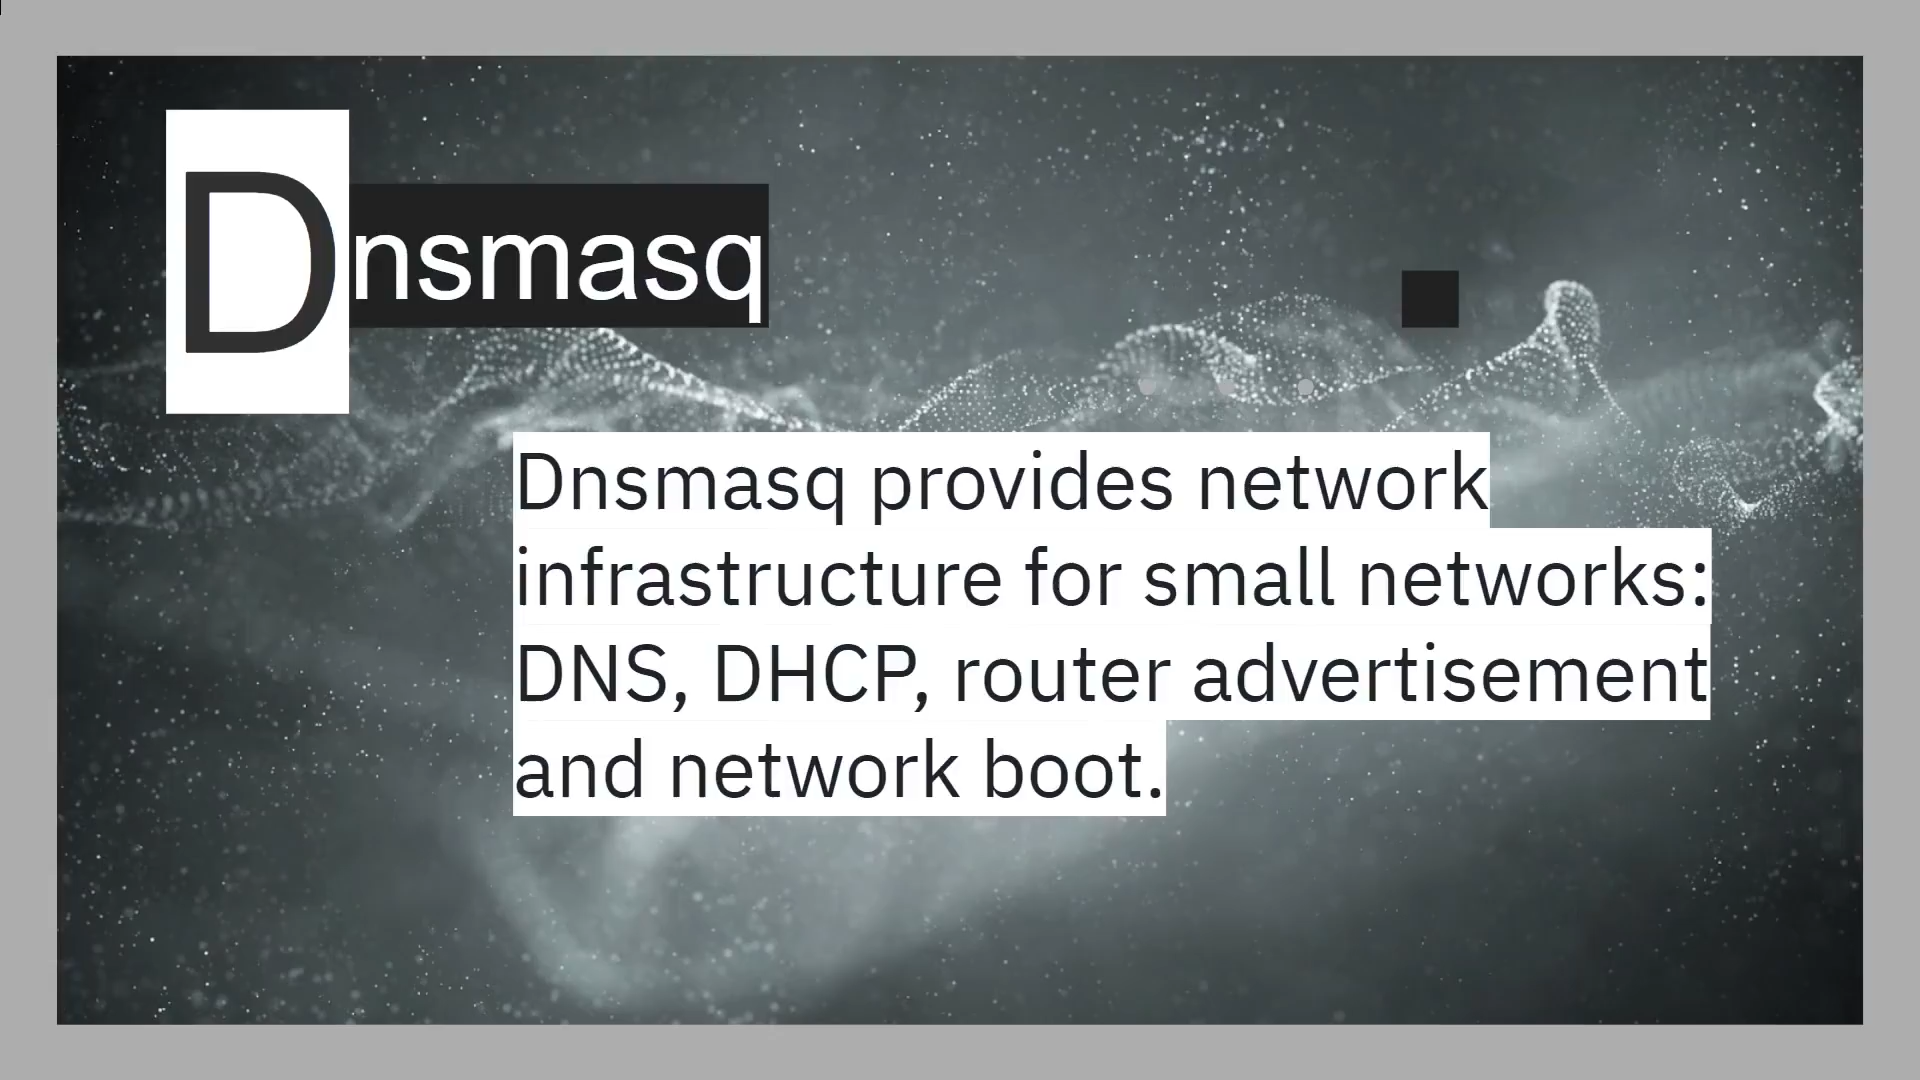 Dnsmasq
Dnsmasq provides network
infrastructure for small networks:
DNS, DHCP, router advertisement
and network boot.